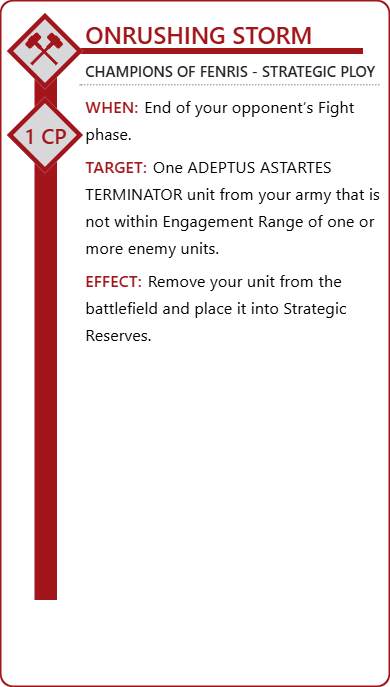 ONRUSHING STORM
CHAMPIONS OF FENRIS - STRATEGIC PLOY
1 CP
WHEN: End of your opponent’s Fight
phase.
TARGET: One ADEPTUS ASTARTES
TERMINATOR unit from your army that is
not within Engagement Range of one or
more enemy units.
EFFECT: Remove your unit from the
battlefield and place it into Strategic
Reserves.